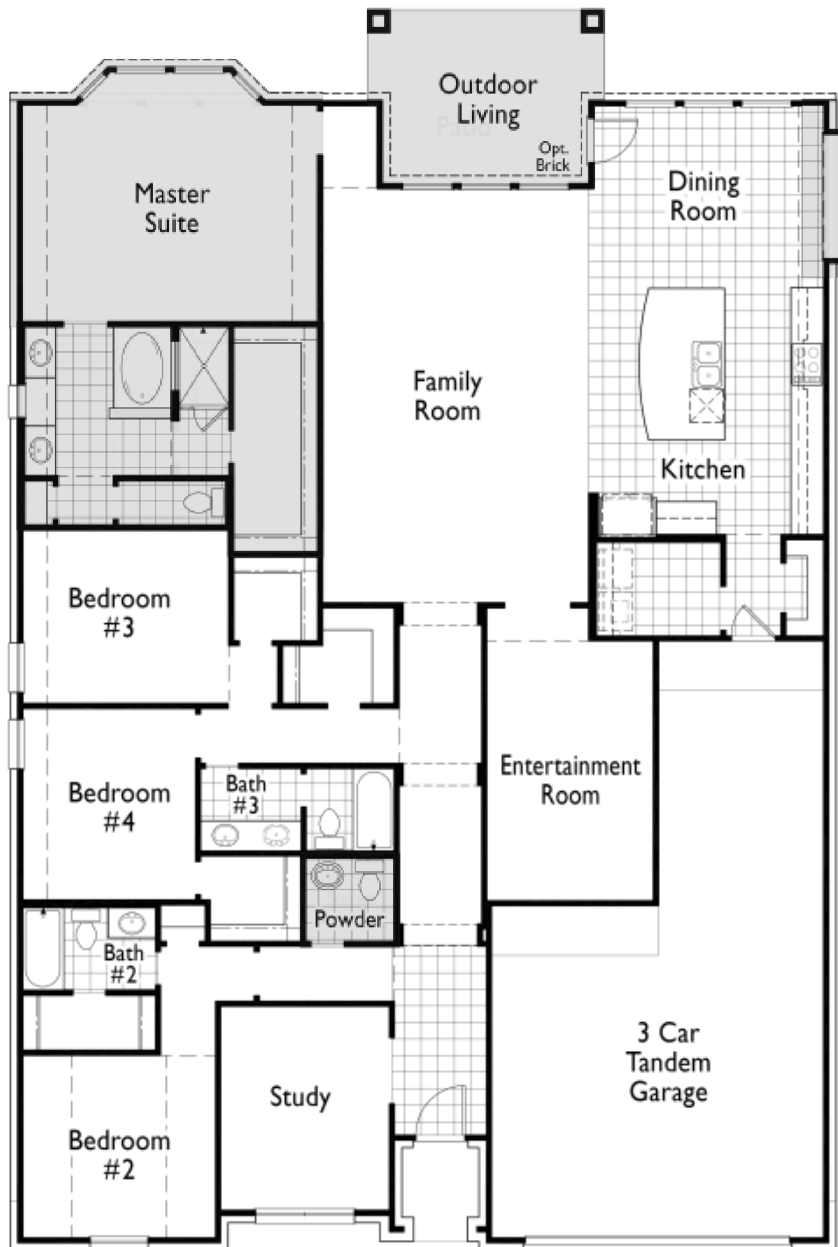 Outdoor
Living
Patio
Opt.
Brick
Master
Suite
Dining
Room
Family
Room
Kitchen
Bedroom
#3
Entertainment
Room
Bath
#3
Bedroom
#4
Powder
Bath
#2
3 Car
Tandem
Garage
Study
Bedroom
#2